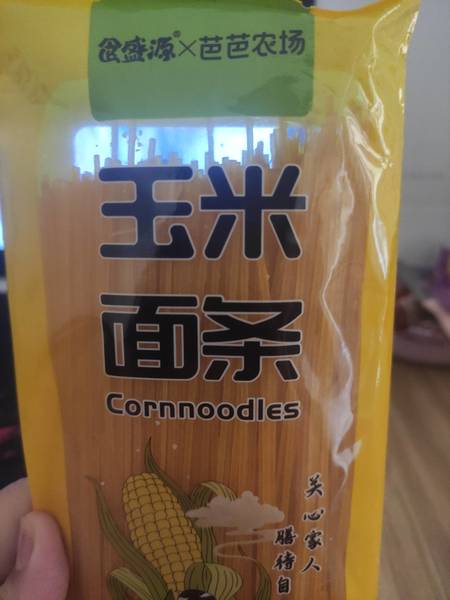 食盛源®×芭芭农场
玉米
面条
Cornnoodles
关心家人
膳待自